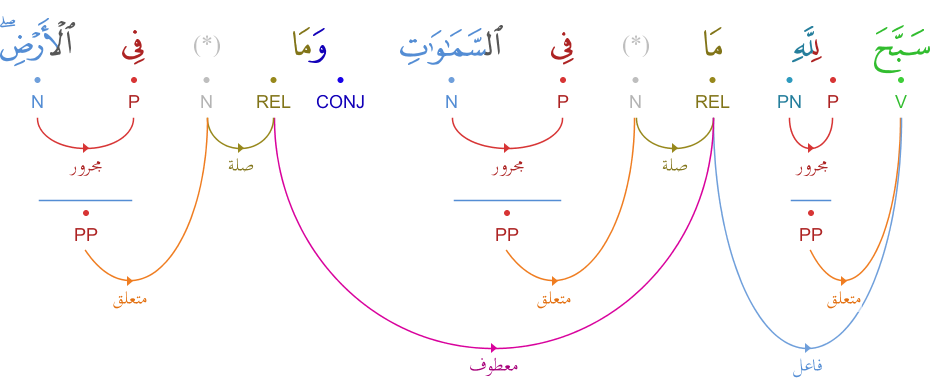 سَبَّحَ لِلَّهِ مَا (*) فِى ٱلسَّمَـٰوَٰتِ وَمَا (*) فِى ٱلْأَرْضِ ۖ
V P PN REL N P N CONJ REL N P N
مجرور صلة مجرور صلة مجرور
PP PP PP
متعلق متعلق متعلق
فاعل معطوف